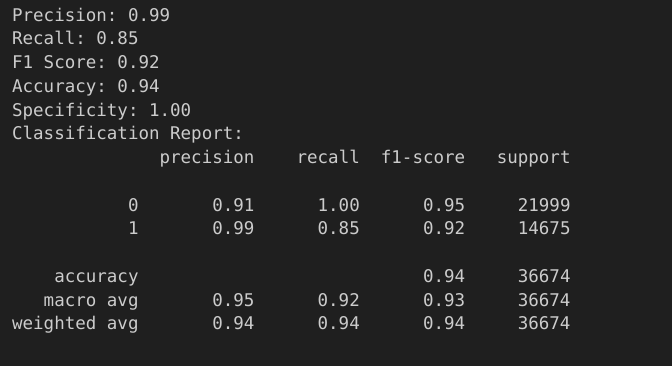 Precision: 0.99
Recall: 0.85
F1 Score: 0.92
Accuracy: 0.94
Specificity: 1.00
Classification Report:
precision recall f1-score support
0 0.91 1.00 0.95 21999
1 0.99 0.85 0.92 14675
accuracy 0.94 36674
macro avg 0.95 0.92 0.93 36674
weighted avg 0.94 0.94 0.94 36674